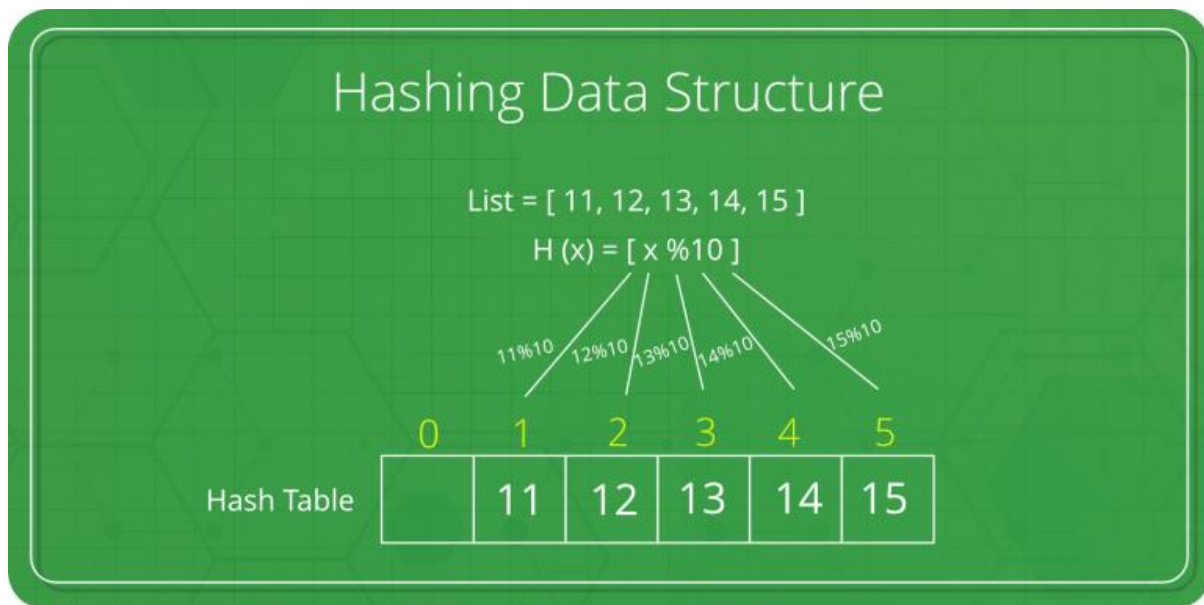 Hashing Data Structure
List = [ 11, 12, 13, 14, 15 ]
H (x) = [ x %10 ]
11%10 12%10 13%10 14%10 15%10
0 1 2 3 4 5
Hash Table 11 12 13 14 15